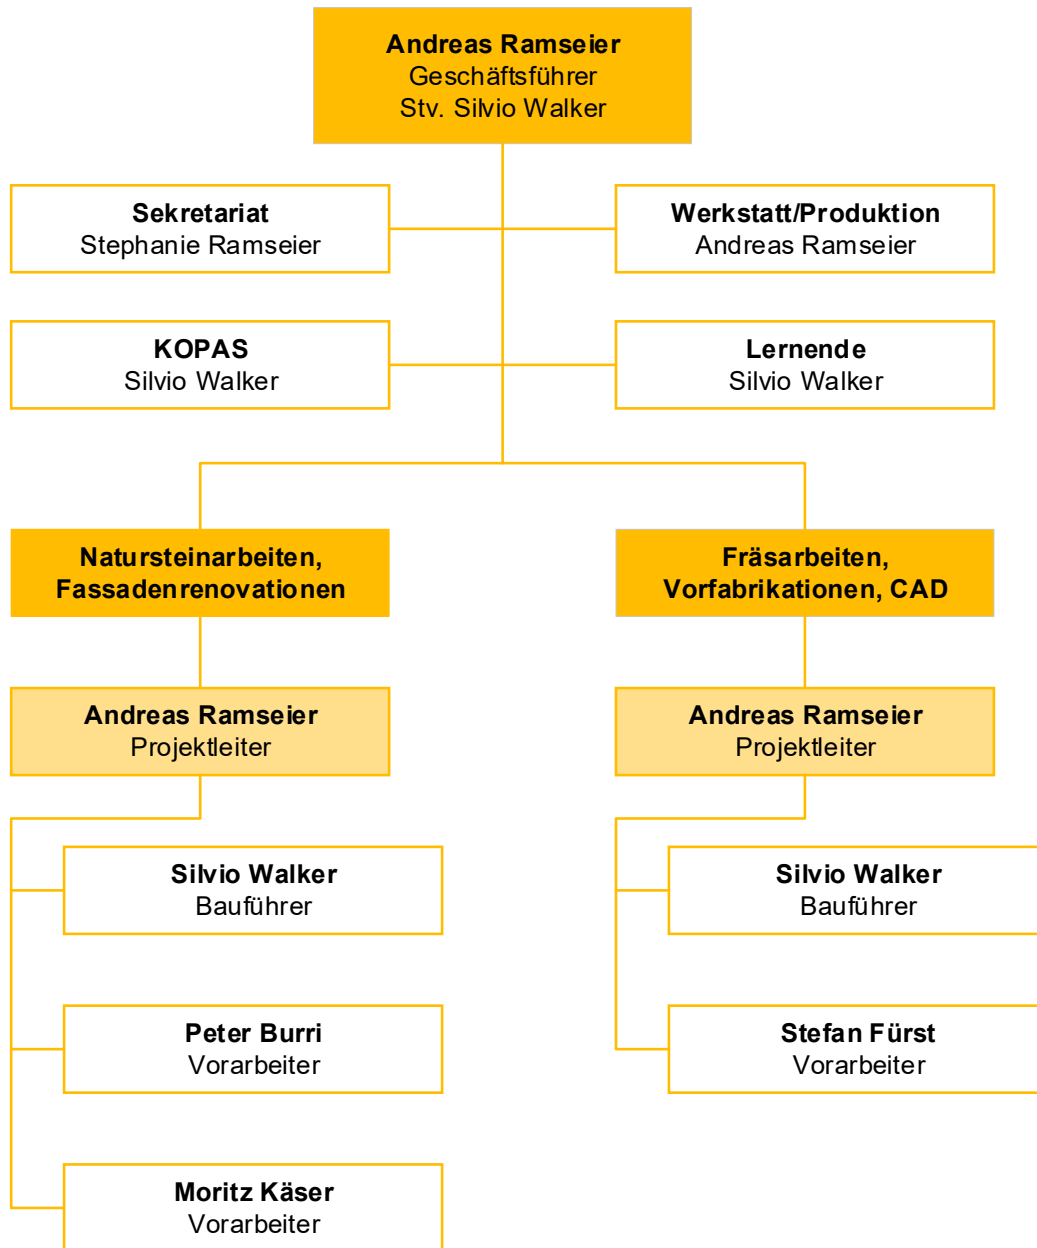 Andreas Ramseier
Geschäftsführer
Stv. Silvio Walker
Sekretariat
Stephanie Ramseier
Werkstatt/Produktion
Andreas Ramseier
KOPAS
Silvio Walker
Lernende
Silvio Walker
Natursteinarbeiten,
Fassadenrenovationen
Fräsarbeiten,
Vorfabrikationen, CAD
Andreas Ramseier
Projektleiter
Andreas Ramseier
Projektleiter
Silvio Walker
Bauführer
Silvio Walker
Bauführer
Peter Burri
Vorarbeiter
Stefan Fürst
Vorarbeiter
Moritz Käser
Vorarbeiter